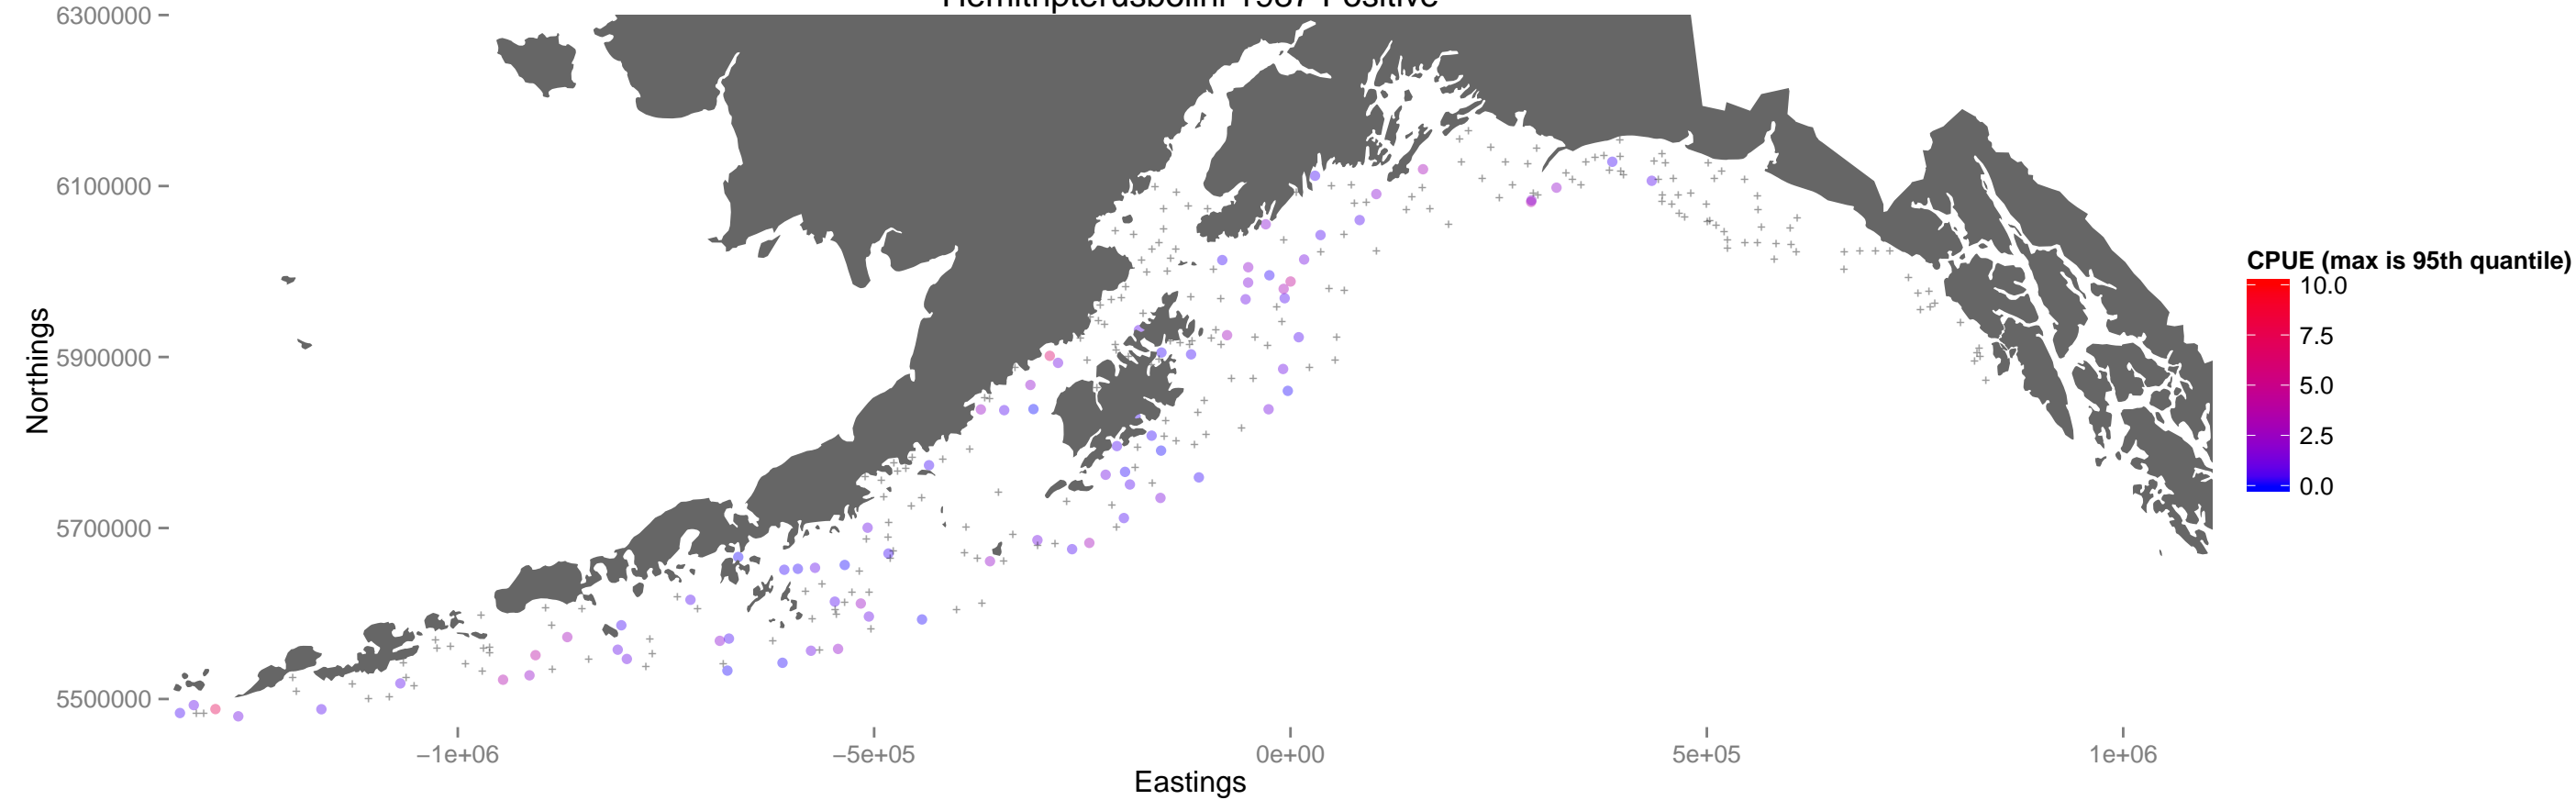 Hemitripterusbolini 1987 Positive
6300000
6100000
5900000
5700000
5500000
Northings
−1e+06
−5e+05
0e+00
5e+05
1e+06
Eastings
CPUE (max is 95th quantile)
10.0
7.5
5.0
2.5
0.0